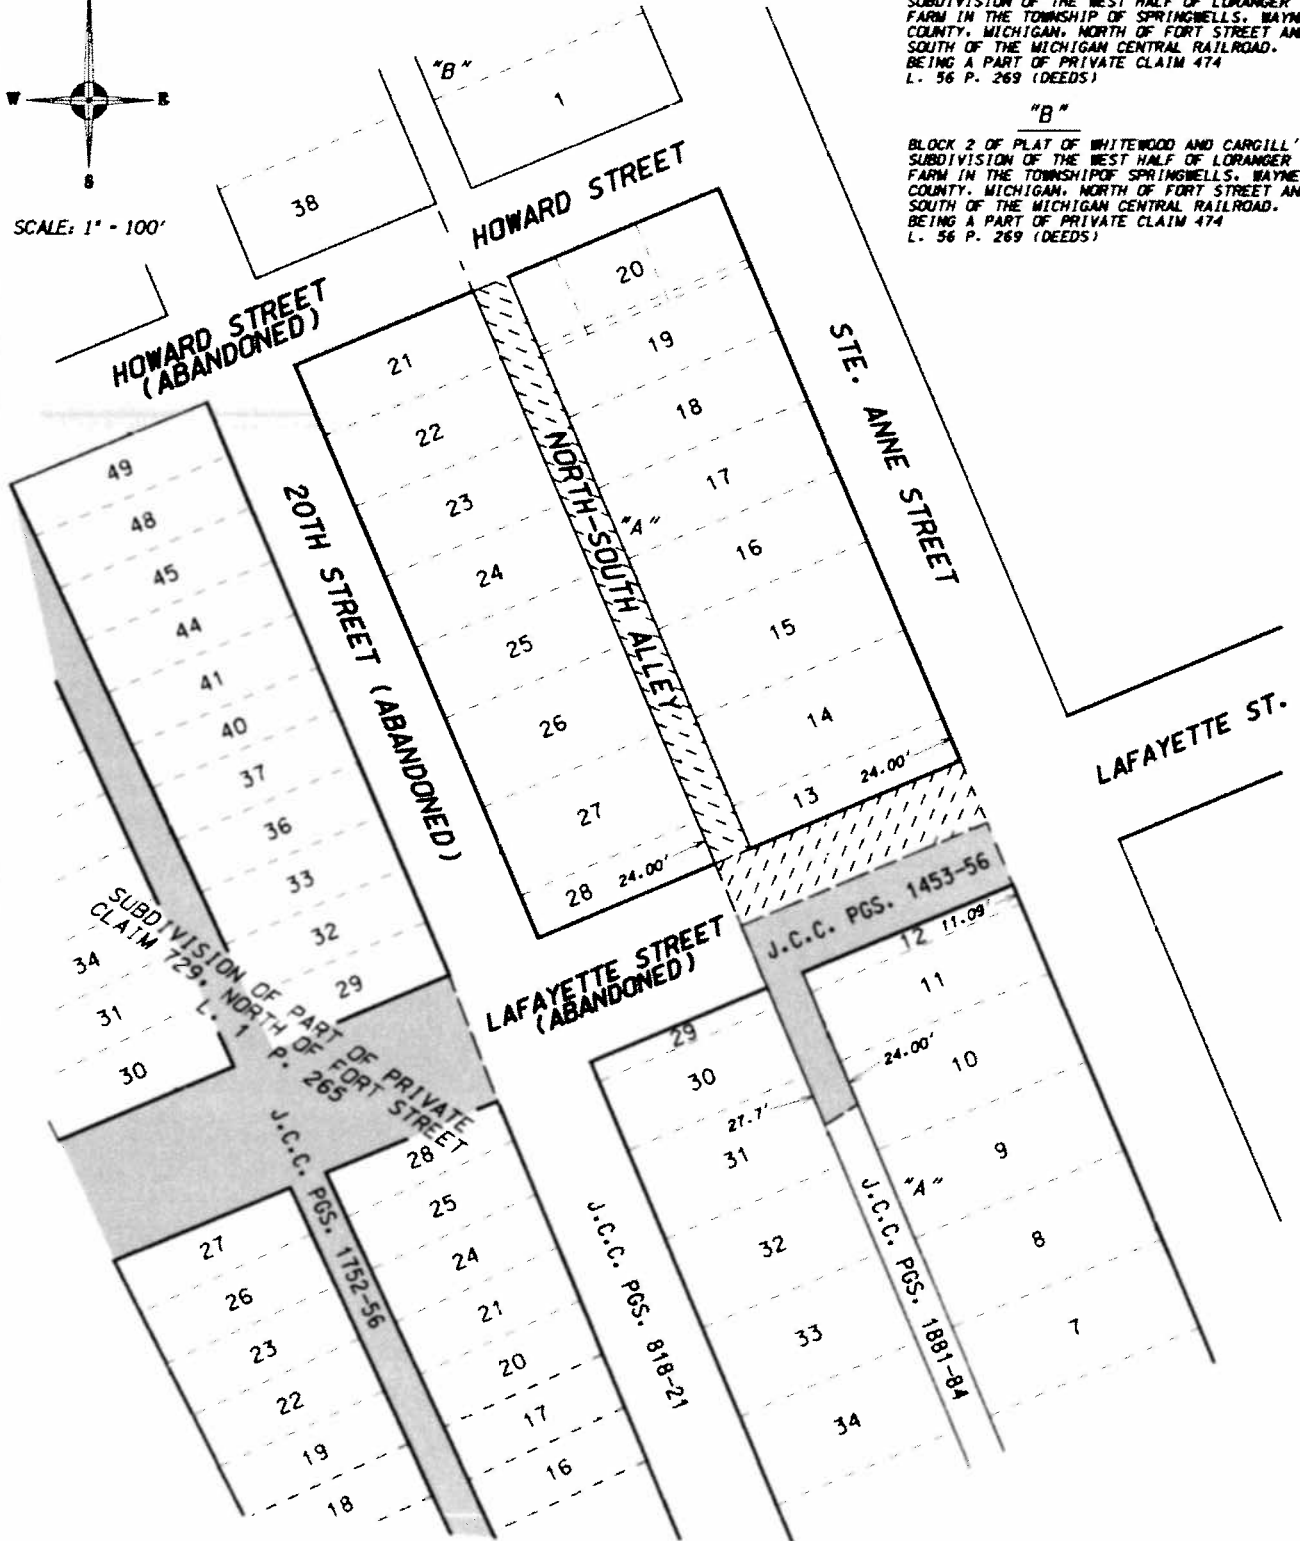 SUBDIVISION OF THE WEST HALF OF LORANGER
FARM IN THE TOWNSHIP OF SPRINGWELLS, WAYN
COUNTY, MICHIGAN, NORTH OF FORT STREET AN
SOUTH OF THE MICHIGAN CENTRAL RAILROAD.
BEING A PART OF PRIVATE CLAIM 474
L. 56 P. 269 (DEEDS)
"B"
BLOCK 2 OF PLAT OF WHITEWOOD AND CARGILL'
SUBDIVISION OF THE WEST HALF OF LORANGER
FARM IN THE TOWNSHIPOF SPRINGWELLS, WAYNE
COUNTY, MICHIGAN, NORTH OF FORT STREET AN
SOUTH OF THE MICHIGAN CENTRAL RAILROAD.
BEING A PART OF PRIVATE CLAIM 474
L. 56 P. 269 (DEEDS)
W
E
S
SCALE: 1" - 100'
"B"
1
38
HOWARD STREET
HOWARD STREET
(ABANDONED)
20
19
18
17
16
15
14
13
24.00'
21
22
23
24
25
26
27
28
24.00'
"A"
NORTH-SOUTH ALLEY
STE. ANNE STREET
LAFAYETTE ST.
20TH STREET (ABANDONED)
49
48
45
44
41
40
37
36
33
32
29
34
31
30
SUBDIVISION OF PART OF PRIVATE
CLAIM 729, NORTH OF FORT STREET
L. 1 P. 265
LAFAYETTE STREET
(ABANDONED)
J.C.C. PGS. 1453-56
12
11.09'
11
24.00'
10
9
"A"
8
7
29
30
27.7'
31
32
33
34
J.C.C. PGS. 1881-84
J.C.C. PGS. 818-21
J.C.C. PGS. 1752-56
28
25
24
21
20
17
16
27
26
23
22
19
18